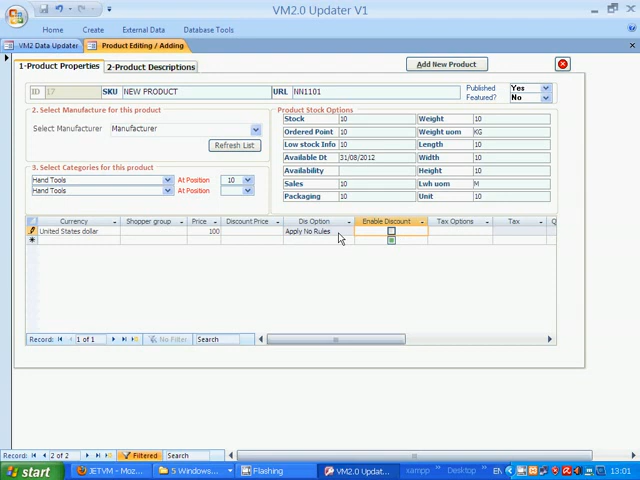 VM2.0 Updater V1
Home Create External Data Database Tools
VM2 Data Updater Product Editing / Adding
1-Product Properties 2-Product Descriptions Add New Product
ID 17 SKU NEW PRODUCT URL NN1101 Published Yes
Featured? No
2. Select Manufacture for this product
Select Manufacturer Manufacturer
Refresh List
3. Select Categories for this product
Hand Tools At Position 10
Hand Tools At Position
Product Stock Options
Stock 10 Weight 10
Ordered Point 10 Weight uom KG
Low stock Info 10 Length 10
Available Dt 31/08/2012 Width 10
Availability Height 10
Sales 10 Lwh uom M
Packaging 10 Unit 10
Currency Shopper group Price Discount Price Dis Option Enable Discount Tax Options Tax Q
United States dollar 100 Apply No Rules
Record: 1 of 1 No Filter Search
Record: 2 of 2 Filtered Search
start JETVM - Moz... 5 Windows... Flashing VM2.0 Updat... xampp Desktop EN 13:01